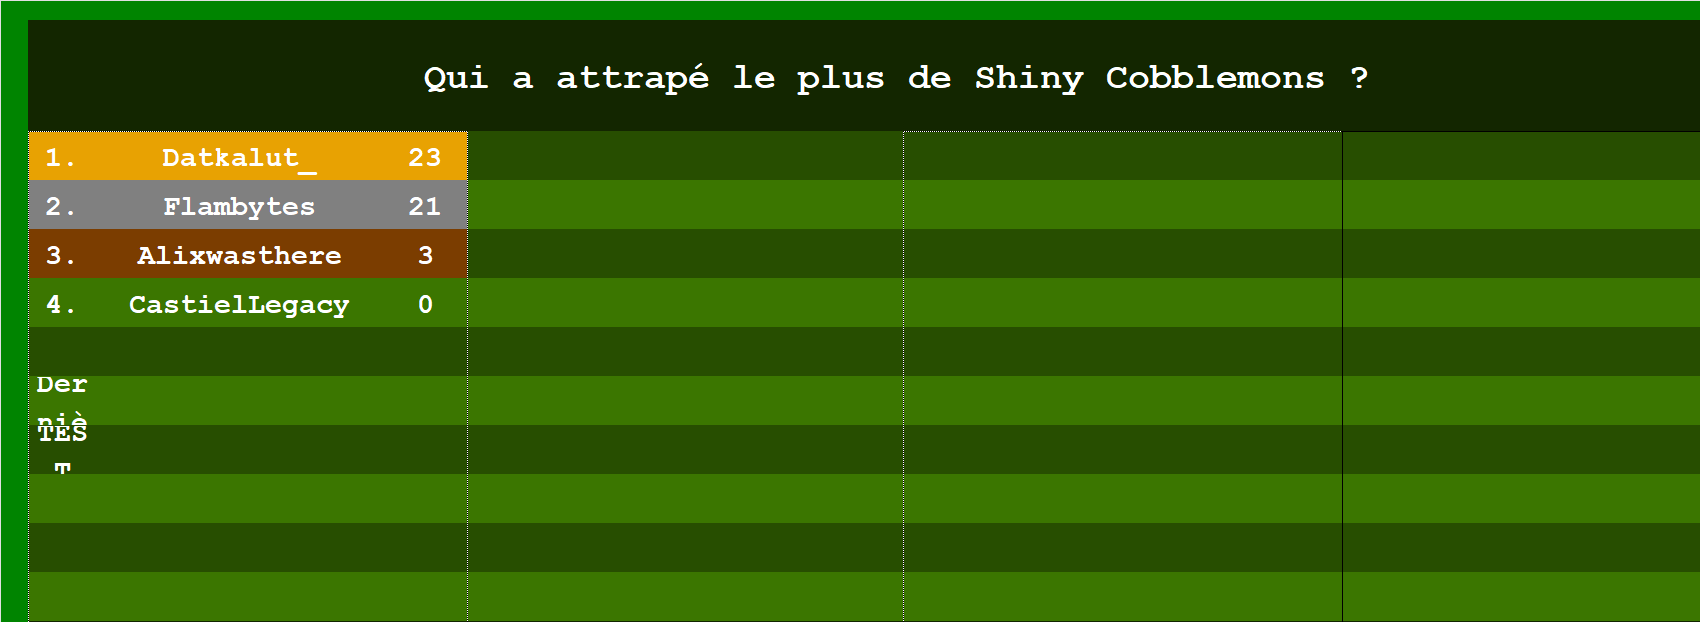 Qui a attrapé le plus de Shiny Cobblemons ?
1. Datkalut_ 23
2. Flambytes 21
3. Alixwasthere 3
4. CastielLegacy 0
Der
niè
TES
T